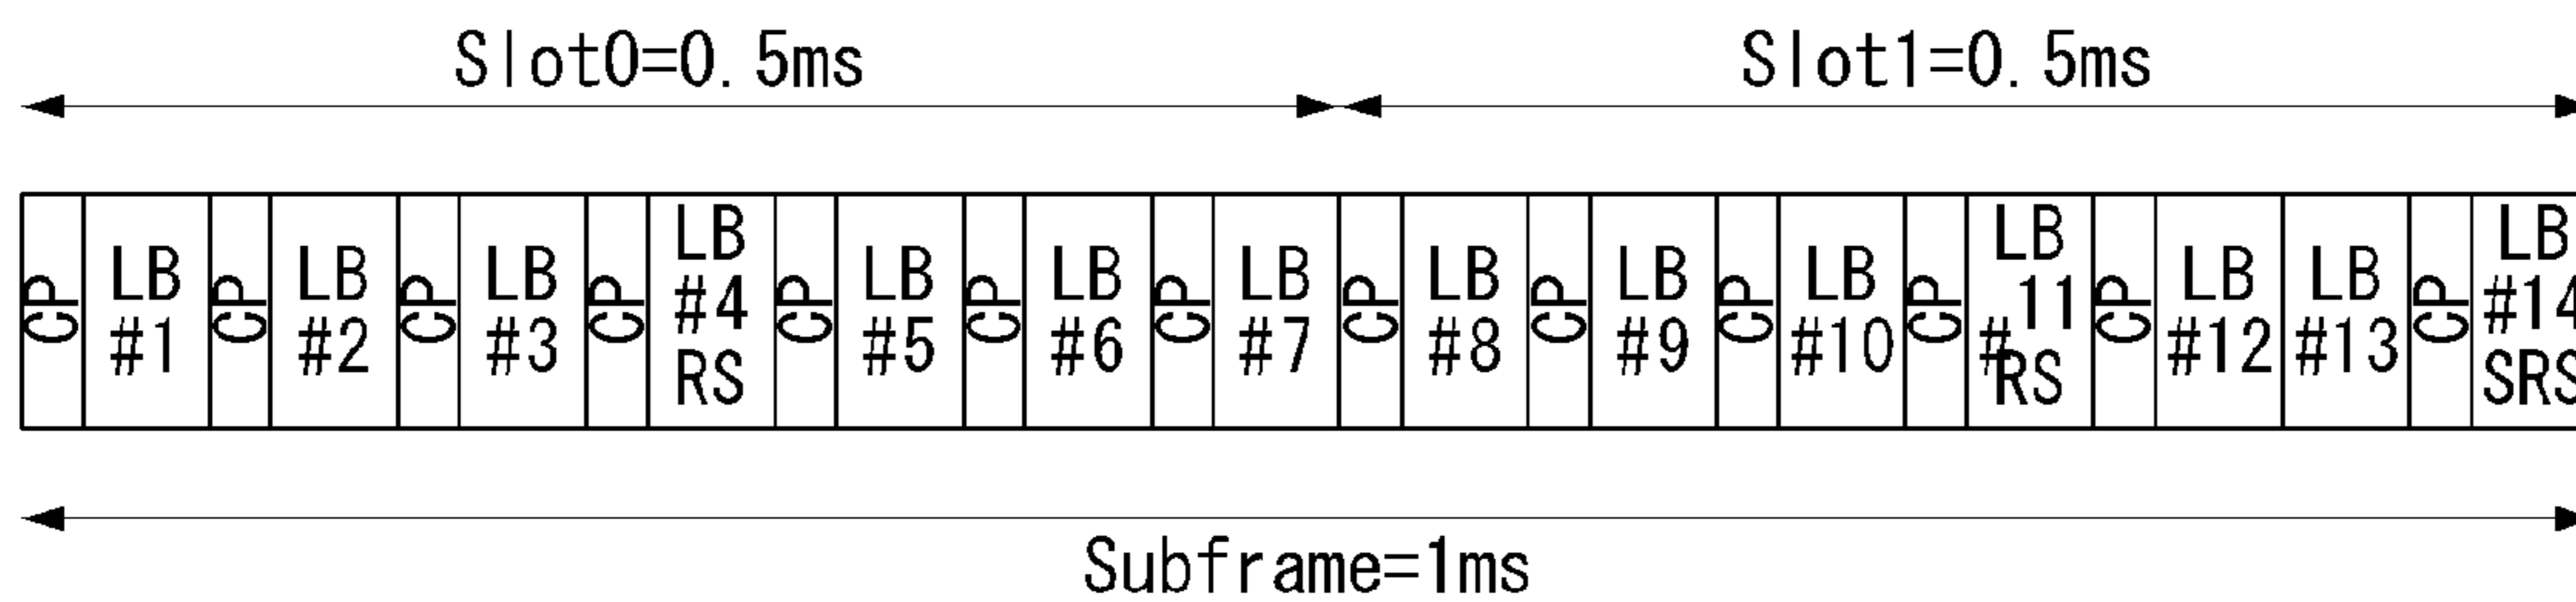 Slot0=0.5ms
Slot1=0.5ms
CP
LB
#1
CP
LB
#2
CP
LB
#3
CP
LB
#4
RS
CP
LB
#5
CP
LB
#6
CP
LB
#7
CP
LB
#8
CP
LB
#9
CP
LB
#10
CP
LB
#11
RS
CP
LB
#12
LB
#13
CP
LB
#14
SRS
Subframe=1ms